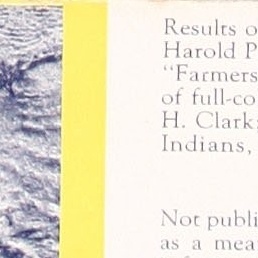 Results o
Harold P
"Farmers
of full-co
H. Clark;
Indians,
Not publi
as a mea